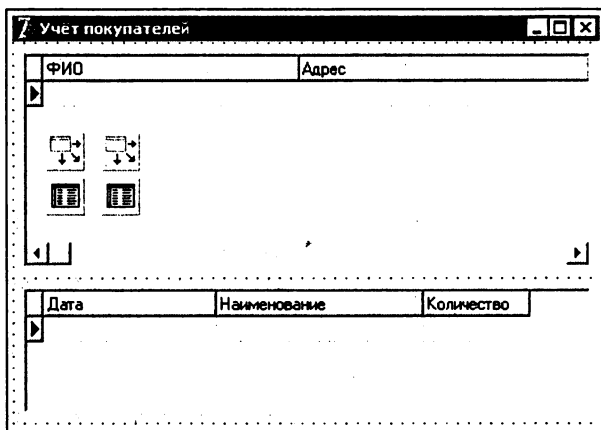 Учёт покупателей
ФИО Адрес
Дата Наименование Количество